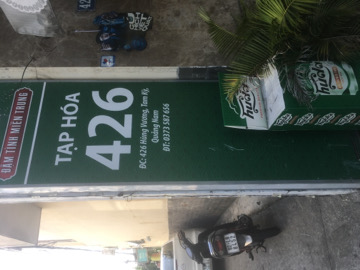 ĐẬM TÌNH MIỀN TRUNG
TẠP HÓA
426
ĐC: 426 Hùng Vương, Tam Kỳ,
Quảng Nam
ĐT: 0373 587 656
huda